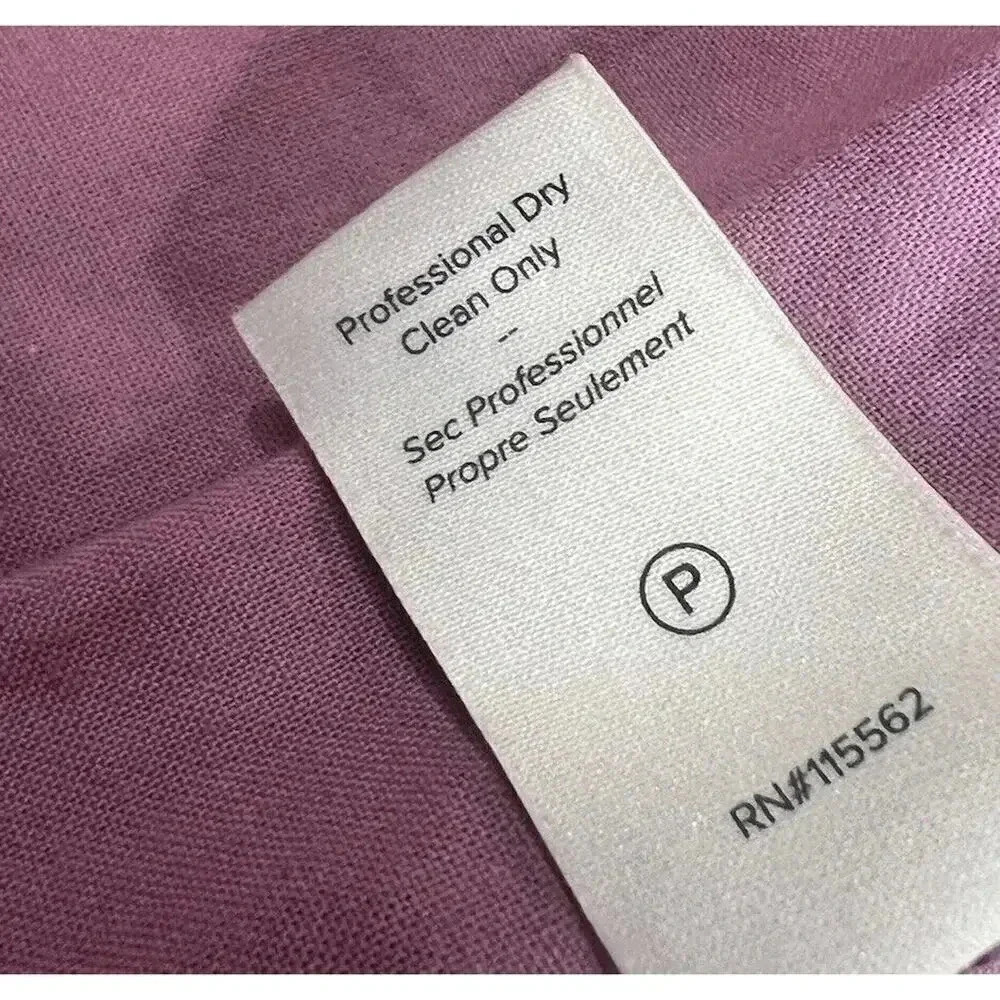 Professional Dry
Clean Only
--
Sec Professionnel
Propre Seulement
P
RN#115562